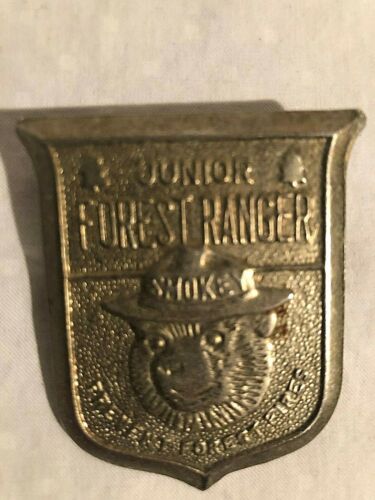 JUNIOR
FOREST RANGER
SMOKEY
PREVENT FOREST FIRES